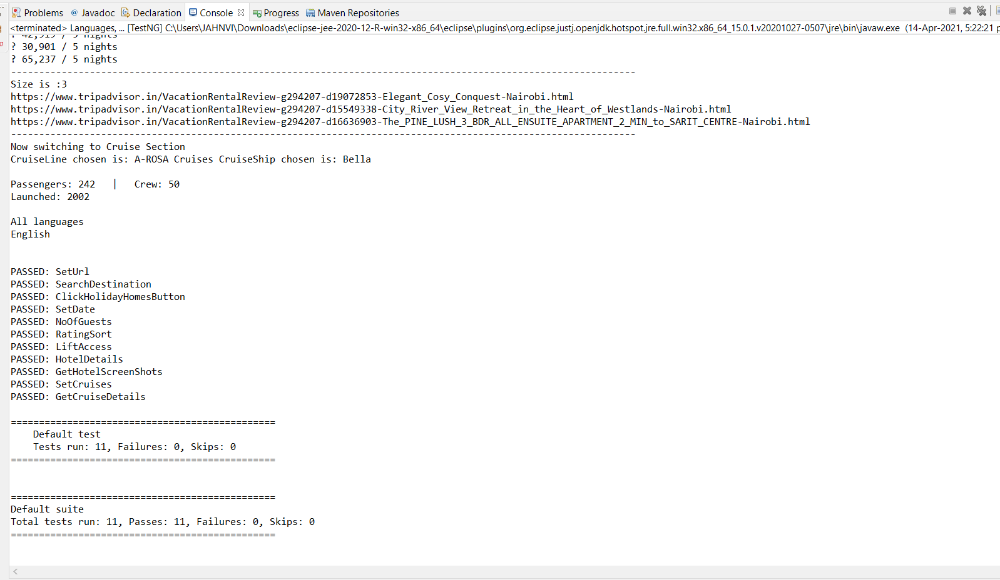 Problems @ Javadoc Declaration Console Progress Maven Repositories
<terminated> Languages, ... [TestNG] C:\Users\JAHNVI\Downloads\eclipse-jee-2020-12-R-win32-x86_64\eclipse\plugins\org.eclipse.justj.openjdk.hotspot.jre.full.win32.x86_64_15.0.1.v20201027-0507\jre\bin\javaw.exe (14-Apr-2021, 5:22:21 p
? 42,919 / 5 nights
? 30,901 / 5 nights
? 65,237 / 5 nights
---------------------------------------------------------------------------------------------------------------
Size is :3
https://www.tripadvisor.in/VacationRentalReview-g294207-d19072853-Elegant_Cosy_Conquest-Nairobi.html
https://www.tripadvisor.in/VacationRentalReview-g294207-d15549338-City_River_View_Retreat_in_the_Heart_of_Westlands-Nairobi.html
https://www.tripadvisor.in/VacationRentalReview-g294207-d16636903-The_PINE_LUSH_3_BDR_ALL_ENSUITE_APARTMENT_2_MIN_to_SARIT_CENTRE-Nairobi.html
---------------------------------------------------------------------------------------------------------------
Now switching to Cruise Section
CruiseLine chosen is: A-ROSA Cruises CruiseShip chosen is: Bella
Passengers: 242   |   Crew: 50
Launched: 2002
All languages
English
PASSED: SetUrl
PASSED: SearchDestination
PASSED: ClickHolidayHomesButton
PASSED: SetDate
PASSED: NoOfGuests
PASSED: RatingSort
PASSED: LiftAccess
PASSED: HotelDetails
PASSED: GetHotelScreenShots
PASSED: SetCruises
PASSED: GetCruiseDetails
===============================================
    Default test
    Tests run: 11, Failures: 0, Skips: 0
===============================================
===============================================
Default suite
Total tests run: 11, Passes: 11, Failures: 0, Skips: 0
===============================================